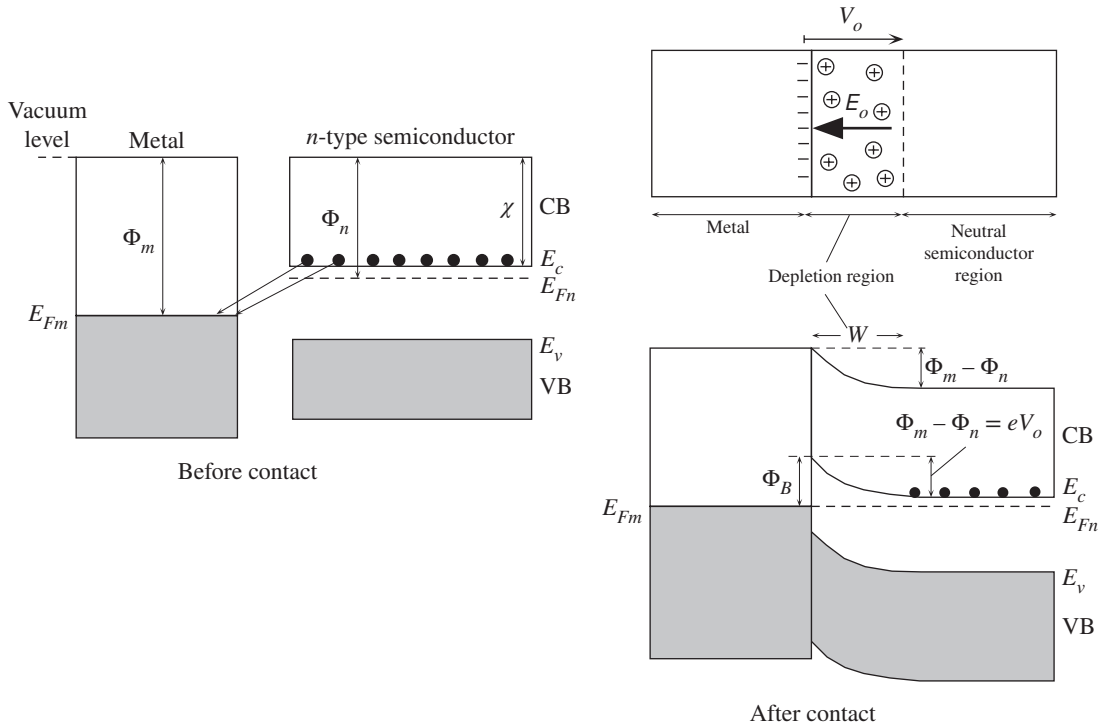 Vacuum
level
Metal
n-type semiconductor
Φm
Φn
χ
CB
Ec
EFn
EFm
Ev
VB
Before contact
Vo
Eo
Metal
Neutral
semiconductor
region
Depletion region
W
Φm – Φn
Φm – Φn = eVo
CB
ΦB
Ec
EFm
EFn
Ev
VB
After contact